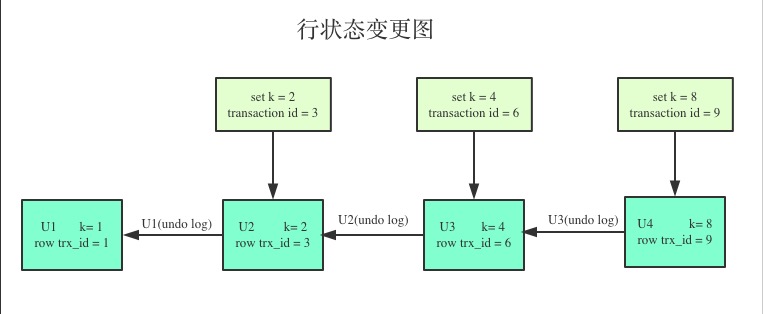 行状态变更图
set k = 2
transaction id = 3
set k = 4
transaction id = 6
set k = 8
transaction id = 9
U1 k= 1
row trx_id = 1
U1(undo log)
U2 k= 2
row trx_id = 3
U2(undo log)
U3 k= 4
row trx_id = 6
U3(undo log)
U4 k= 8
row trx_id = 9